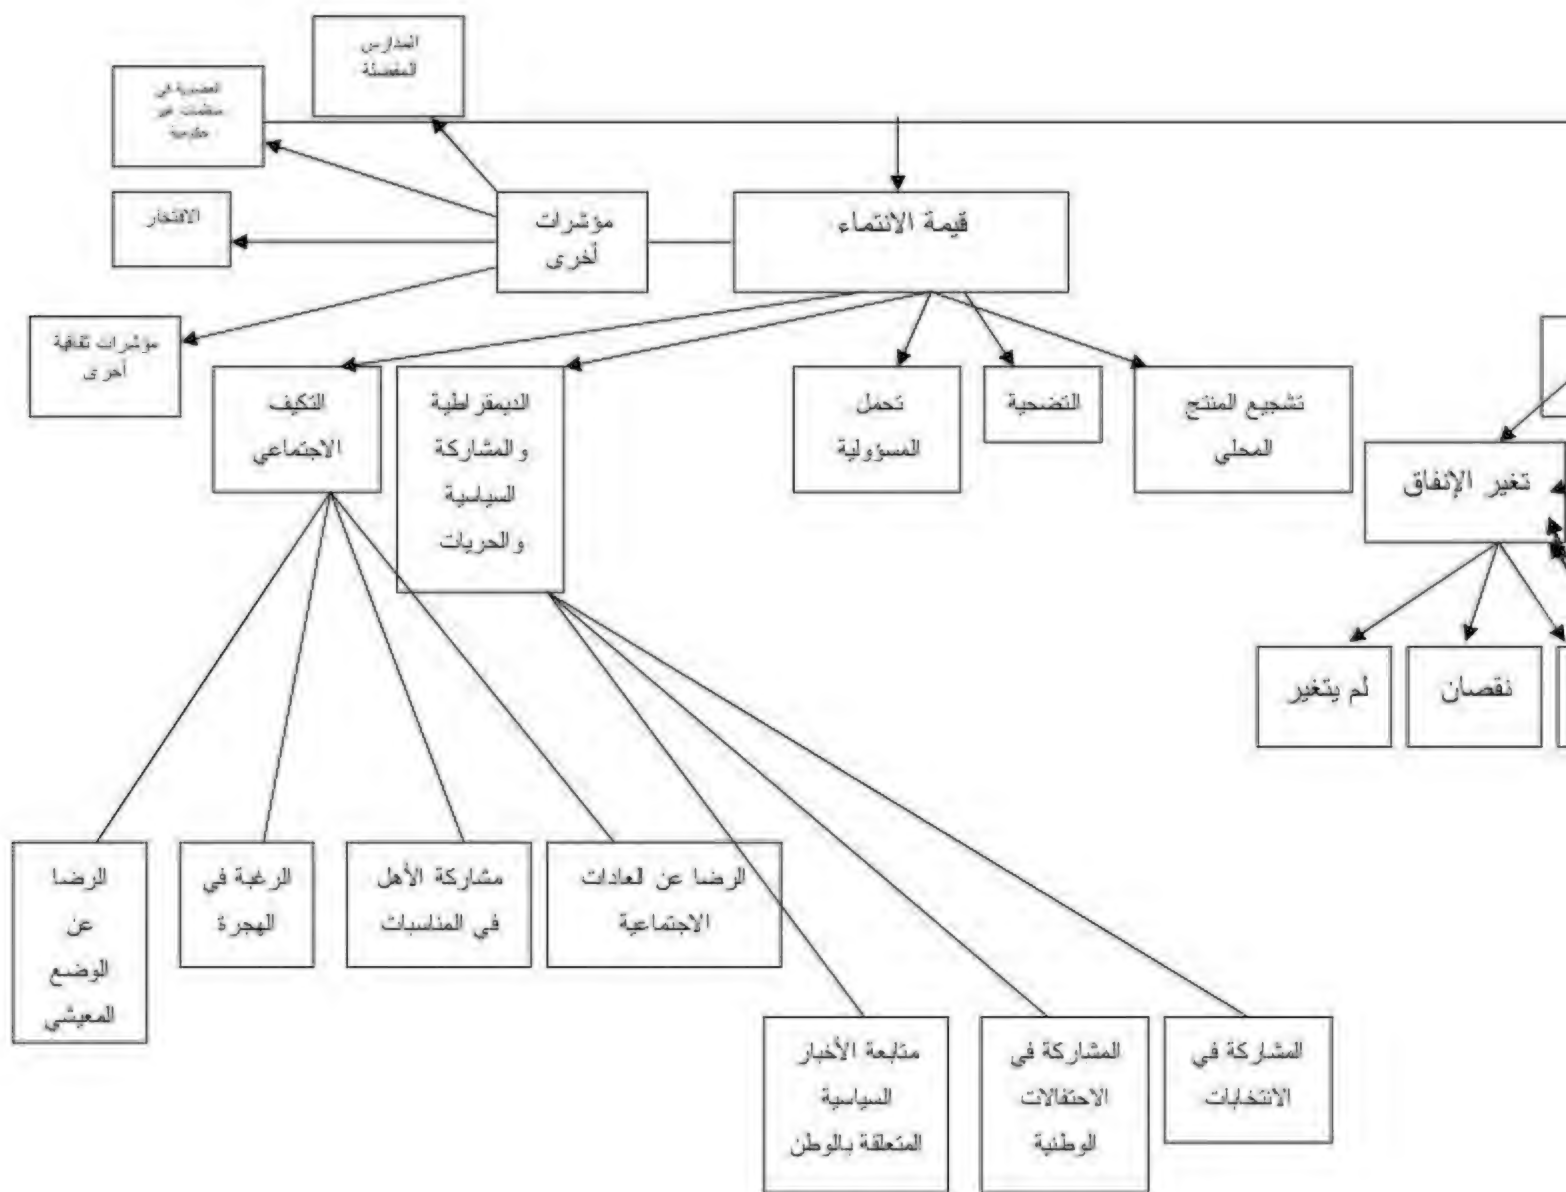 المدارس
المفضلة
العضوية في
منظمات غير
حكومية
الافتخار
مؤشرات ثقافية
أخرى
مؤشرات
أخرى
قيمة الانتماء
التكيف
الاجتماعي
الديمقراطية
والمشاركة
السياسية
والحريات
تحمل
المسؤولية
التضحية
تشجيع المنتج
المحلي
تغير الإنفاق
لم يتغير
نقصان
الرضا
عن
الوضع
المعيشي
الرغبة في
الهجرة
مشاركة الأهل
في المناسبات
الرضا عن العادات
الاجتماعية
متابعة الأخبار
السياسية
المتعلقة بالوطن
المشاركة في
الاحتفالات
الوطنية
المشاركة في
الانتخابات